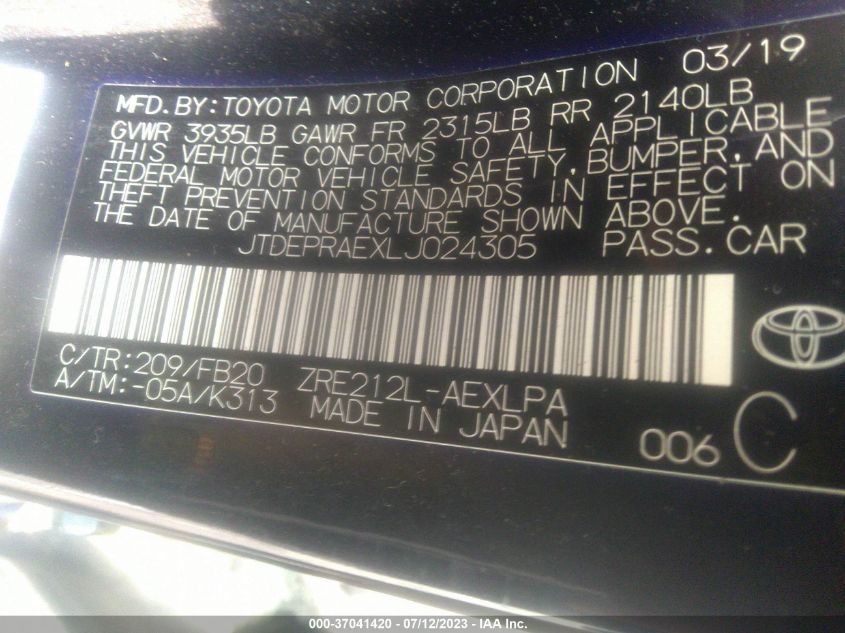 MFD.BY:TOYOTA MOTOR CORPORATION 03/19
GVWR 3935LB GAWR FR 2315LB RR 2140LB
THIS VEHICLE CONFORMS TO ALL APPLICABLE
FEDERAL MOTOR VEHICLE SAFETY,BUMPER,AND
THEFT PREVENTION STANDARDS IN EFFECT ON
THE DATE OF MANUFACTURE SHOWN ABOVE.
JTDEPRAEXLJ024305 PASS.CAR
C/TR:209/FB20 ZRE212L-AEXLPA
A/TM:-05A/K313 MADE IN JAPAN 006 C
000-37041420 - 07/12/2023 - IAA Inc.